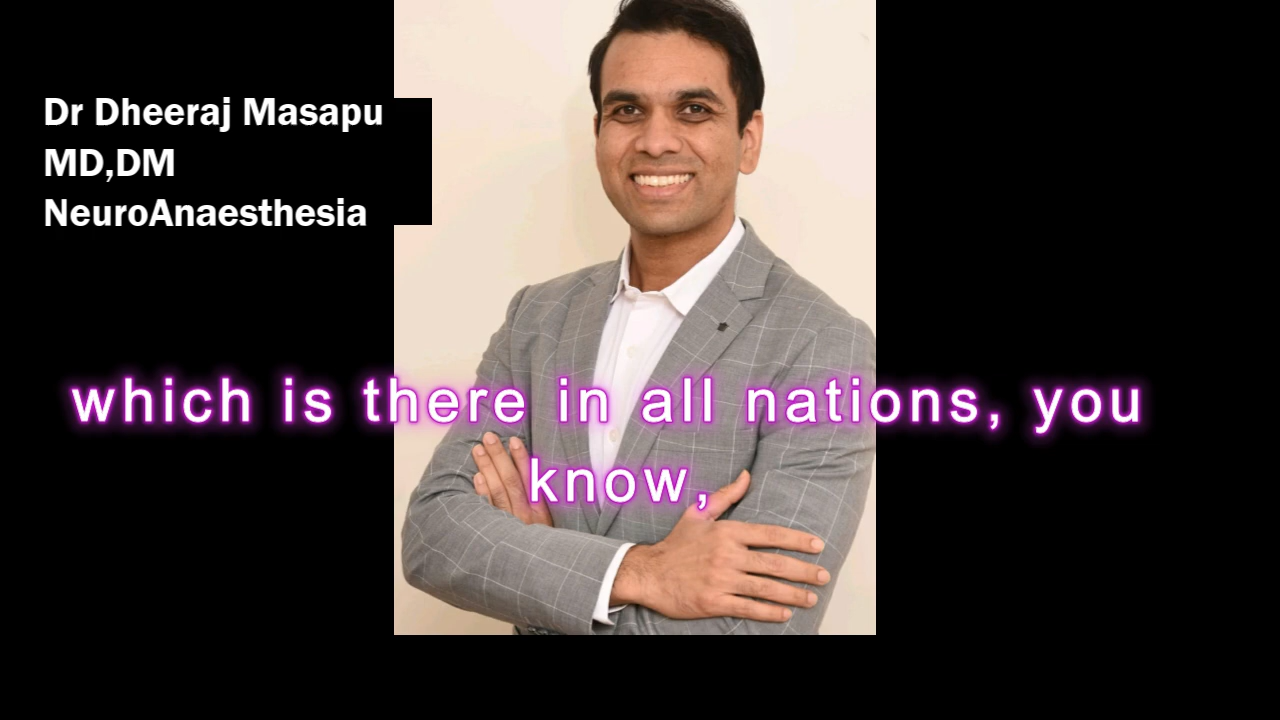 Dr Dheeraj Masapu
MD,DM
NeuroAnaesthesia
which is there in all nations, you
know,